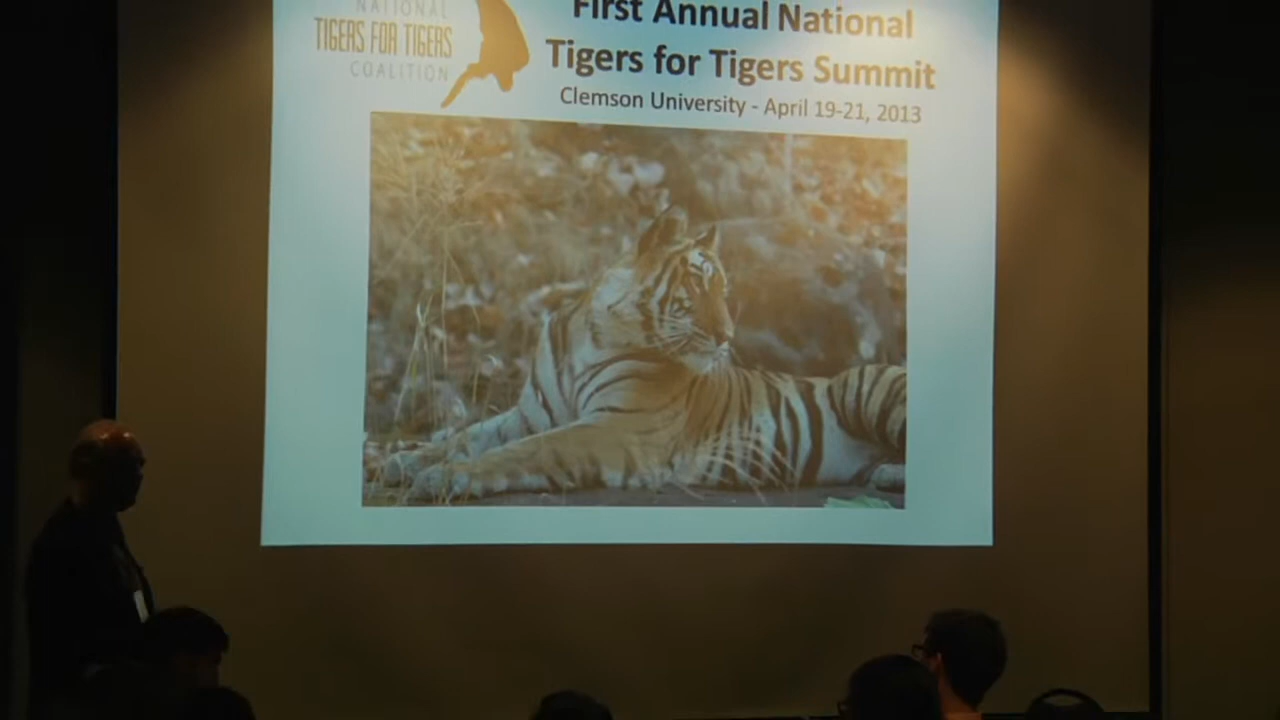 NATIONAL
TIGERS FOR TIGERS
COALITION
First Annual National
Tigers for Tigers Summit
Clemson University - April 19-21, 2013